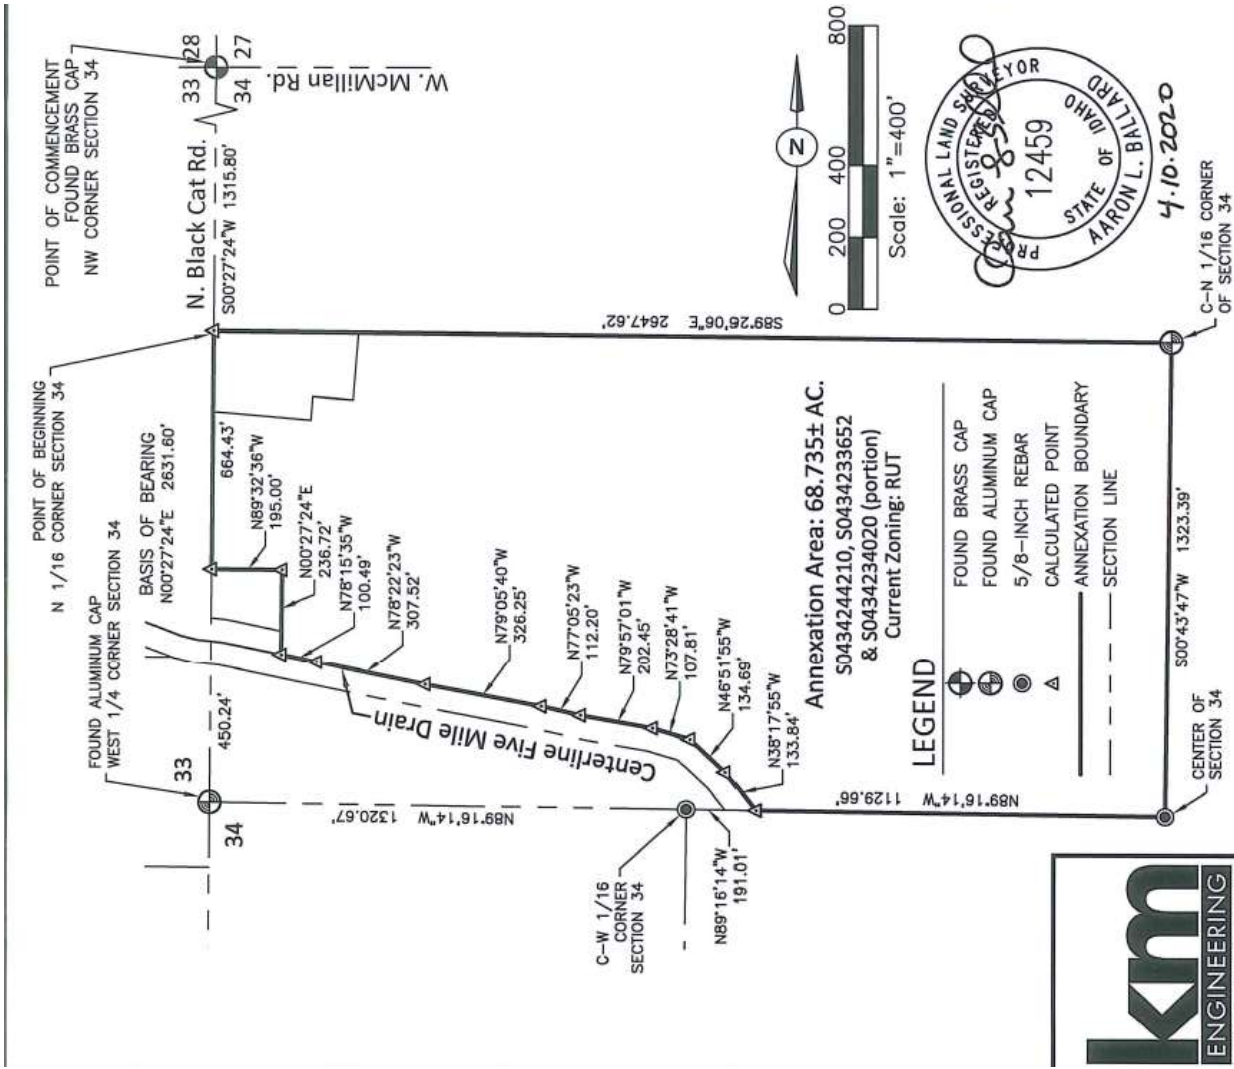 POINT OF COMMENCEMENT
FOUND BRASS CAP
NW CORNER SECTION 34
33
28
34
27
W. McMillan Rd.
N. Black Cat Rd.
S00°27'24"W 1315.80'
POINT OF BEGINNING
N 1/16 CORNER SECTION 34
BASIS OF BEARING
N00°27'24"E 2631.60'
664.43'
FOUND ALUMINUM CAP
WEST 1/4 CORNER SECTION 34
450.24'
33
34
N89°32'36"W
195.00'
N00°27'24"E
236.72'
N78°15'35"W
100.49'
N78°22'23"W
307.52'
N79°05'40"W
326.25'
N77°05'23"W
112.20'
N79°57'01"W
202.45'
N73°28'41"W
107.81'
N46°51'55"W
134.69'
N38°17'55"W
133.84'
Centerline Five Mile Drain
N89°16'14"W 1320.67'
C-W 1/16
CORNER
SECTION 34
N89°16'14"W
191.01'
N89°16'14"W 1129.66'
S89°26'06"E 2647.62'
S00°43'47"W 1323.39'
C-N 1/16 CORNER
OF SECTION 34
CENTER OF
SECTION 34
Annexation Area: 68.735± AC.
S0434244210, S0434233652
& S0434234020 (portion)
Current Zoning: RUT
LEGEND
FOUND BRASS CAP
FOUND ALUMINUM CAP
5/8-INCH REBAR
CALCULATED POINT
ANNEXATION BOUNDARY
SECTION LINE
N
0 200 400 800
Scale: 1"=400'
PROFESSIONAL LAND SURVEYOR
REGISTERED
12459
STATE OF IDAHO
AARON L. BALLARD
4.10.2020
km
ENGINEERING